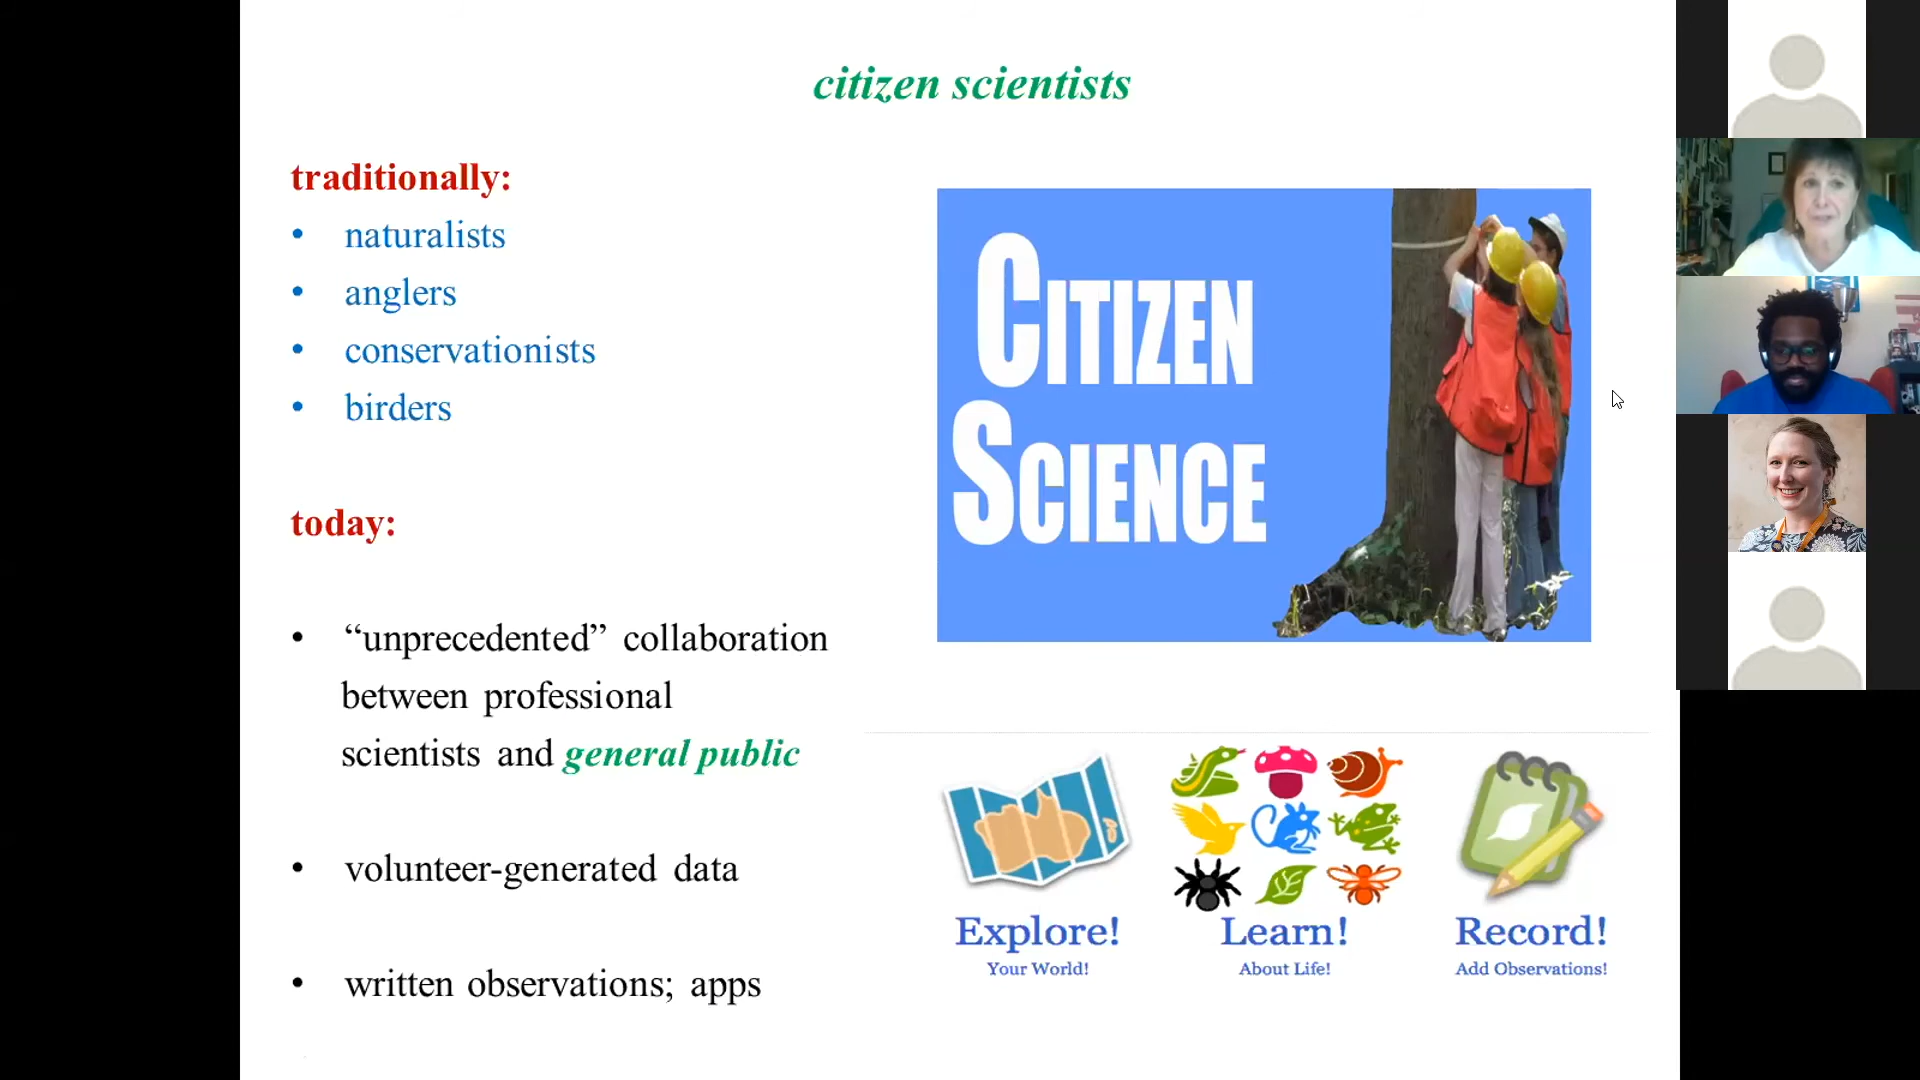 citizen scientists
traditionally:
• naturalists
• anglers
• conservationists
• birders
today:
• “unprecedented” collaboration
between professional
scientists and general public
• volunteer-generated data
• written observations; apps
CITIZEN
SCIENCE
Explore!
Your World!
Learn!
About Life!
Record!
Add Observations!